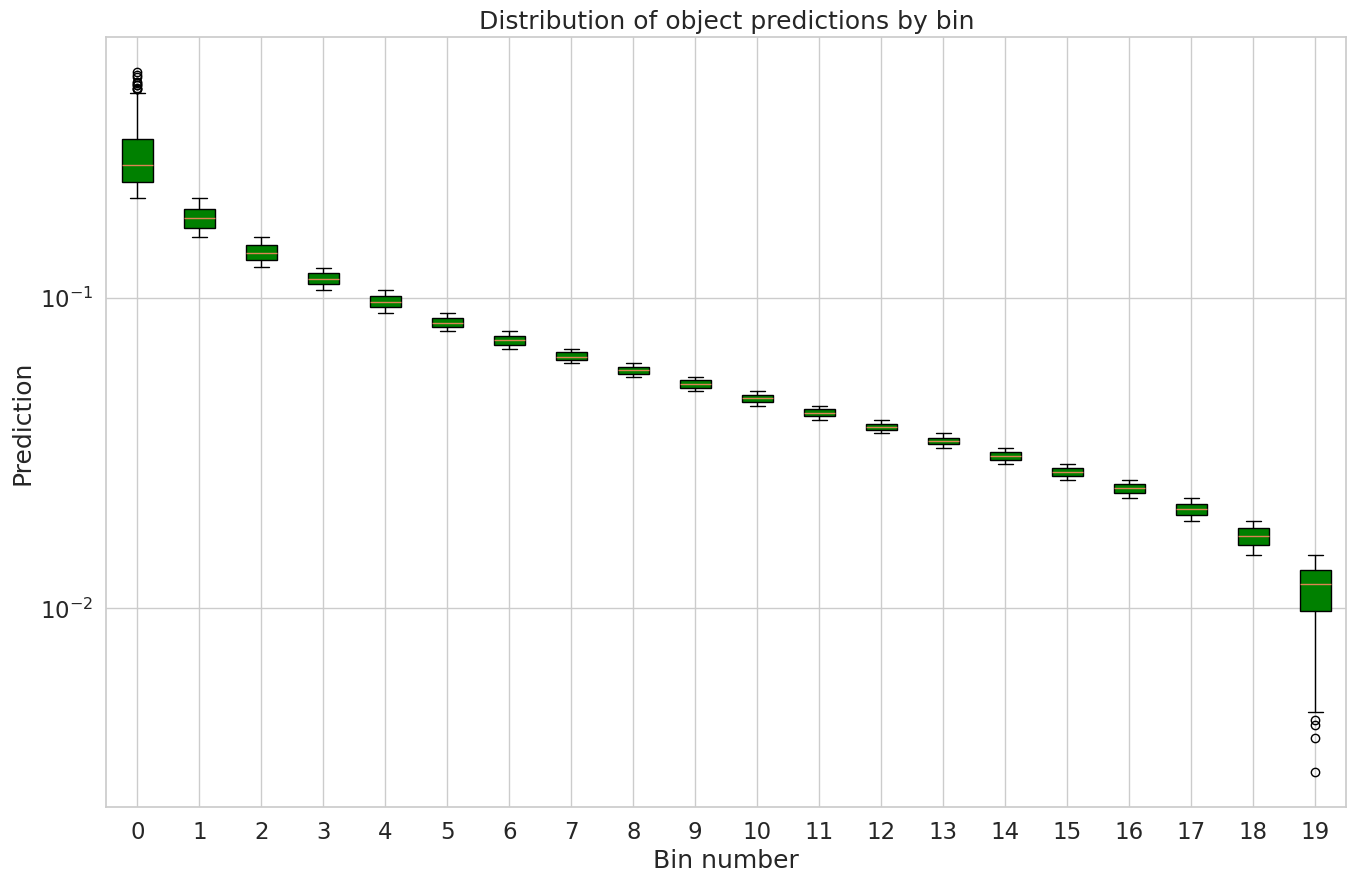 Distribution of object predictions by bin
Prediction
10⁻¹
10⁻²
0 1 2 3 4 5 6 7 8 9 10 11 12 13 14 15 16 17 18 19
Bin number